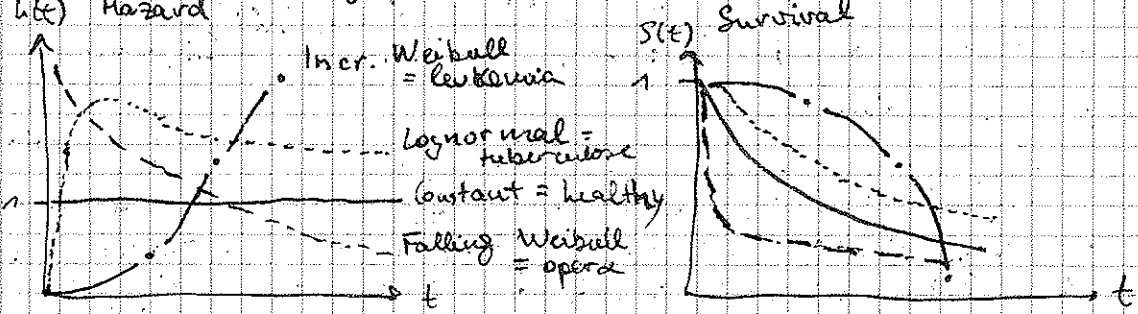 h(t) Hazard
Incr. Weibull
= leukemia
Lognormal =
tuberculose
1
Constant = healthy
Falling Weibull
= opera
t
S(t) Survival
1
t